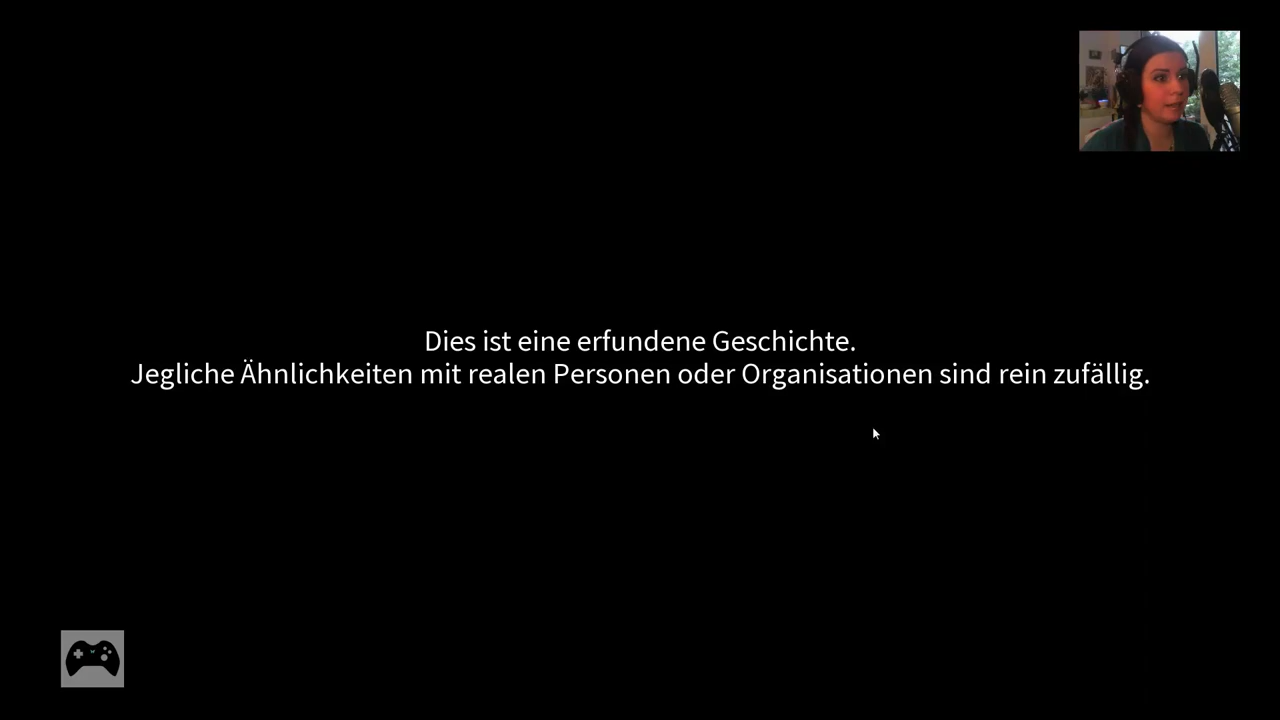 Dies ist eine erfundene Geschichte.
Jegliche Ähnlichkeiten mit realen Personen oder Organisationen sind rein zufällig.